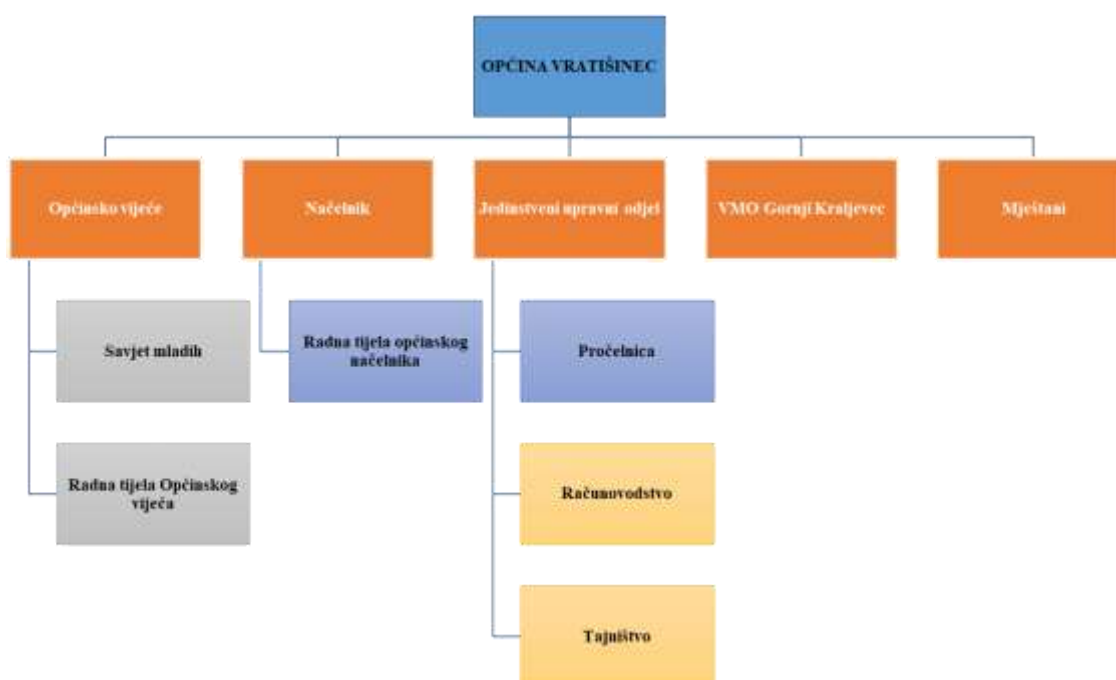 OPĆINA VRATIŠINEC
Općinsko vijeće
Načelnik
Jedinstveni upravni odjel
VMO Gornji Kraljevec
Mještani
Savjet mladih
Radna tijela općinskog
načelnika
Pročelnica
Radna tijela Općinskog
vijeća
Računovodstvo
Tajništvo